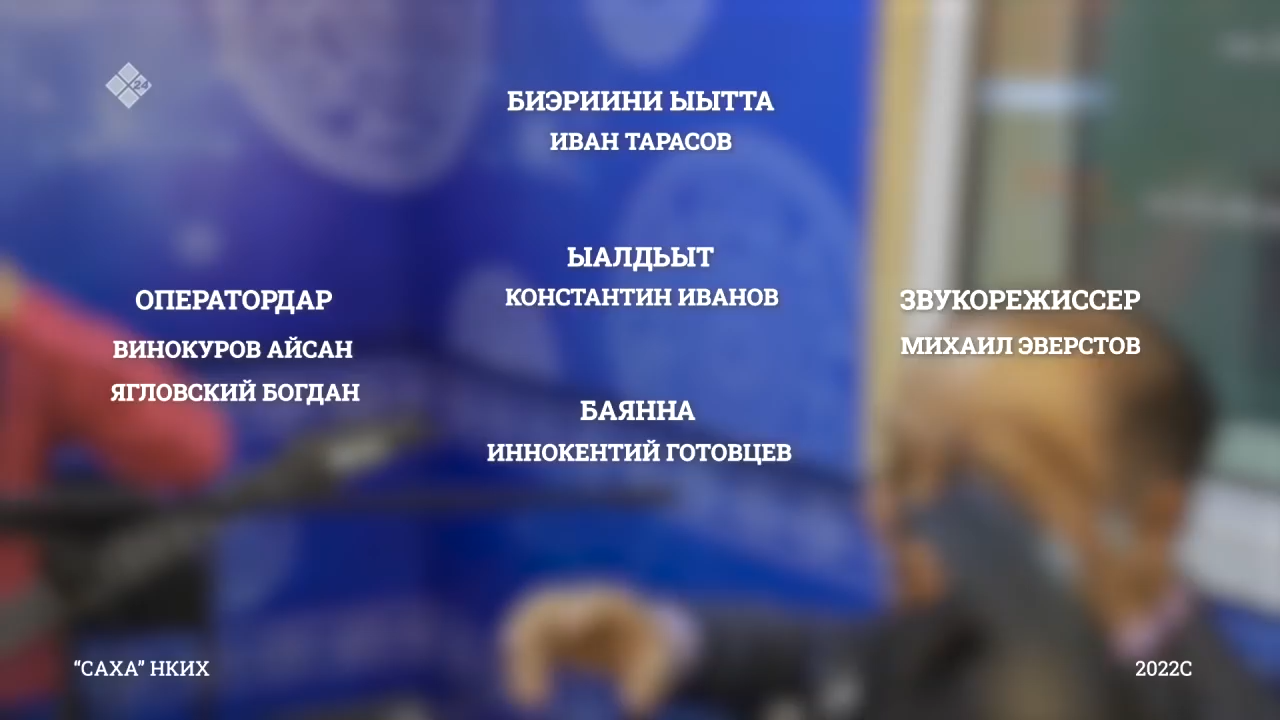 Х24
БИЭРИИНИ ЫЫТТА
ИВАН ТАРАСОВ
ЫАЛДЬЫТ
КОНСТАНТИН ИВАНОВ
БАЯННА
ИННОКЕНТИЙ ГОТОВЦЕВ
ОПЕРАТОРДАР
ВИНОКУРОВ АЙСАН
ЯГЛОВСКИЙ БОГДАН
ЗВУКОРЕЖИССЕР
МИХАИЛ ЭВЕРСТОВ
“САХА” НКИХ
2022С